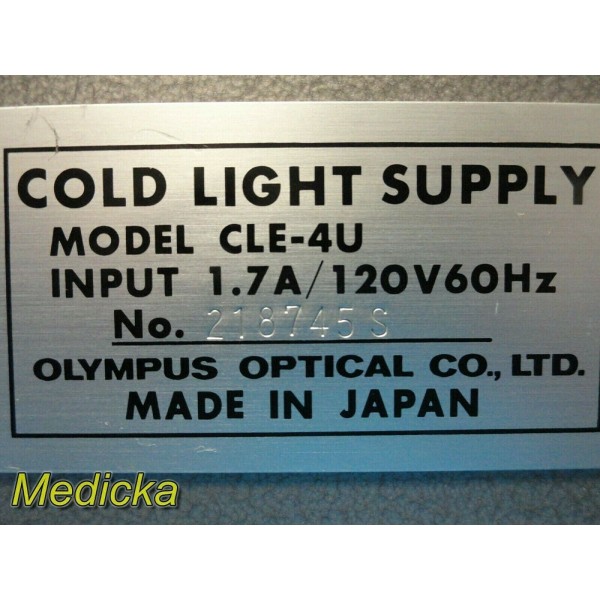 COLD LIGHT SUPPLY
MODEL CLE-4U
INPUT 1.7A/120V60Hz
No. 218745S
OLYMPUS OPTICAL CO., LTD.
MADE IN JAPAN
Medicka